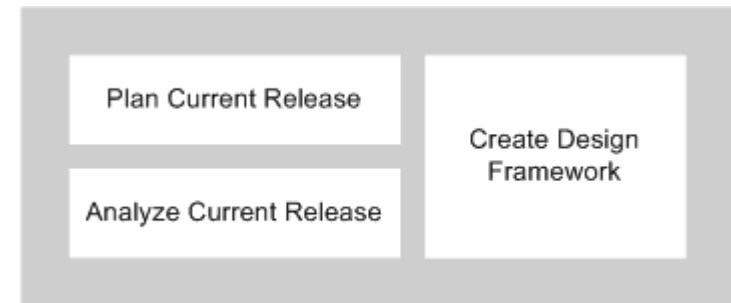 Plan Current Release
Analyze Current Release
Create Design
Framework